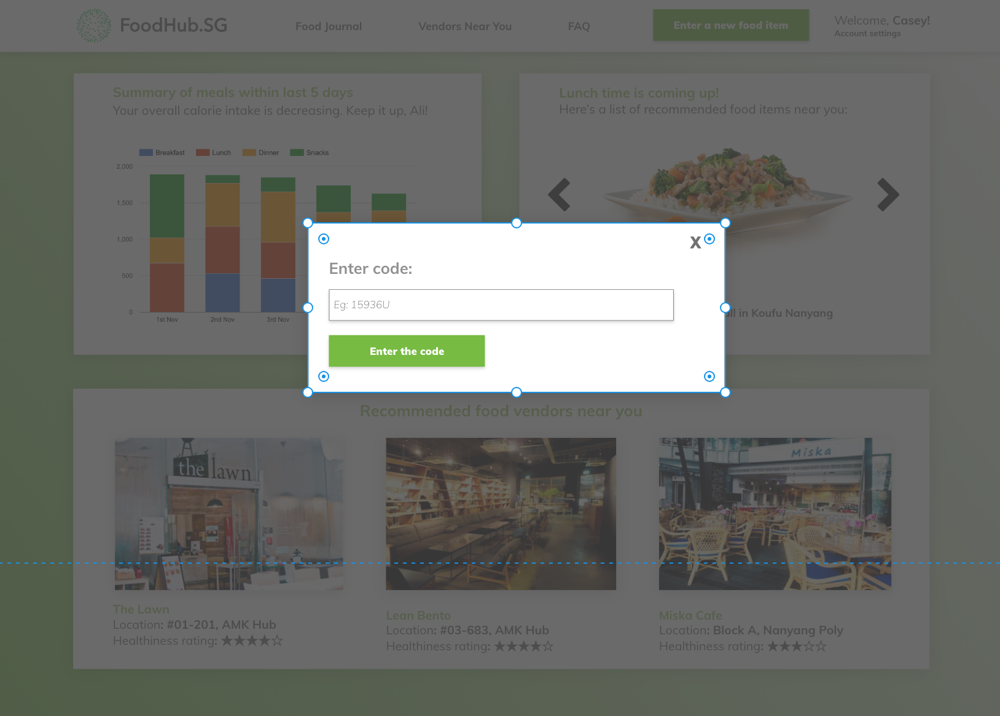 FoodHub.SG
Food Journal
Vendors Near You
FAQ
Enter a new food item
Welcome, Casey!
Account settings
Summary of meals within last 5 days
Your overall calorie intake is decreasing. Keep it up, Ali!
Breakfast
Lunch
Dinner
Snacks
2,000
1,500
1,000
500
0
1st Nov
2nd Nov
3rd Nov
Lunch time is coming up!
Here's a list of recommended food items near you:
in Koufu Nanyang
X
Enter code:
Eg: 15936U
Enter the code
Recommended food vendors near you
the lawn
Miska
The Lawn
Location: #01-201, AMK Hub
Healthiness rating: ★★★★☆
Lean Bento
Location: #03-683, AMK Hub
Healthiness rating: ★★★★☆
Miska Cafe
Location: Block A, Nanyang Poly
Healthiness rating: ★★★☆☆